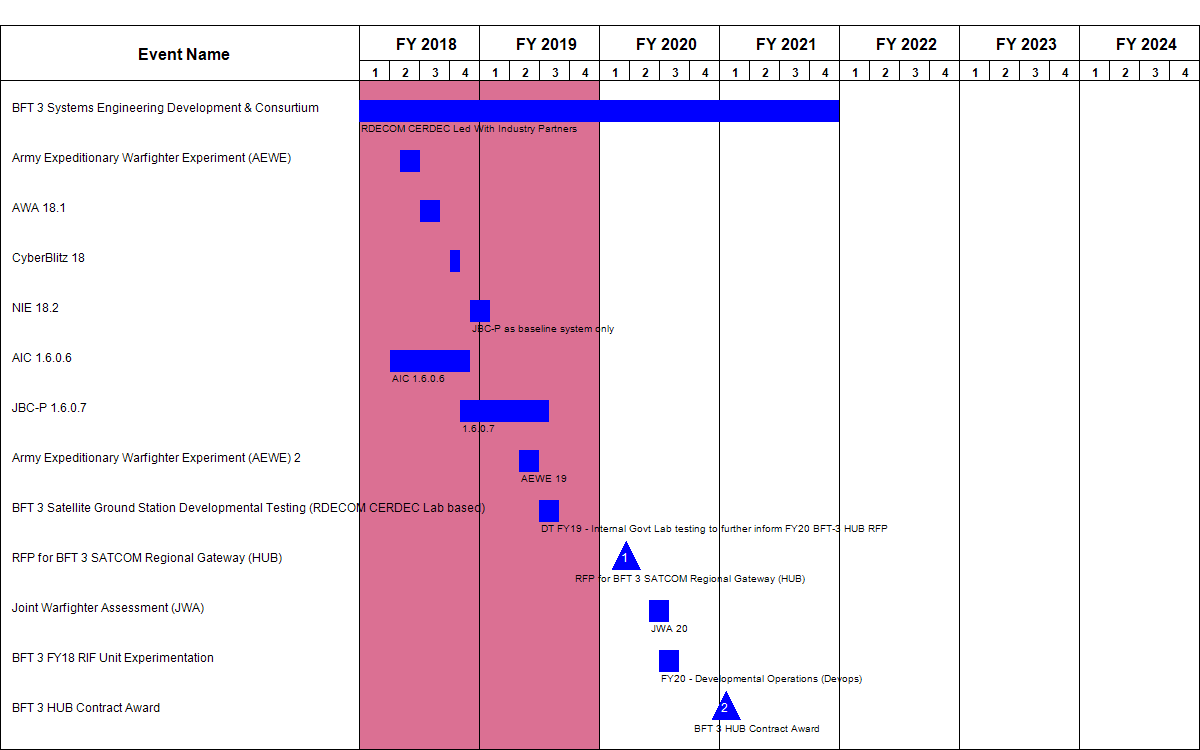 Event Name FY 2018 FY 2019 FY 2020 FY 2021 FY 2022 FY 2023 FY 2024
1 2 3 4 1 2 3 4 1 2 3 4 1 2 3 4 1 2 3 4 1 2 3 4 1 2 3 4
BFT 3 Systems Engineering Development & Consurtium
RDECOM CERDEC Led With Industry Partners
Army Expeditionary Warfighter Experiment (AEWE)
AWA 18.1
CyberBlitz 18
NIE 18.2
JBC-P as baseline system only
AIC 1.6.0.6
AIC 1.6.0.6
JBC-P 1.6.0.7
1.6.0.7
Army Expeditionary Warfighter Experiment (AEWE) 2
AEWE 19
BFT 3 Satellite Ground Station Developmental Testing (RDECOM CERDEC Lab based)
DT FY19 - Internal Govt Lab testing to further inform FY20 BFT-3 HUB RFP
RFP for BFT 3 SATCOM Regional Gateway (HUB)
1
RFP for BFT 3 SATCOM Regional Gateway (HUB)
Joint Warfighter Assessment (JWA)
JWA 20
BFT 3 FY18 RIF Unit Experimentation
FY20 - Developmental Operations (Devops)
BFT 3 HUB Contract Award
2
BFT 3 HUB Contract Award